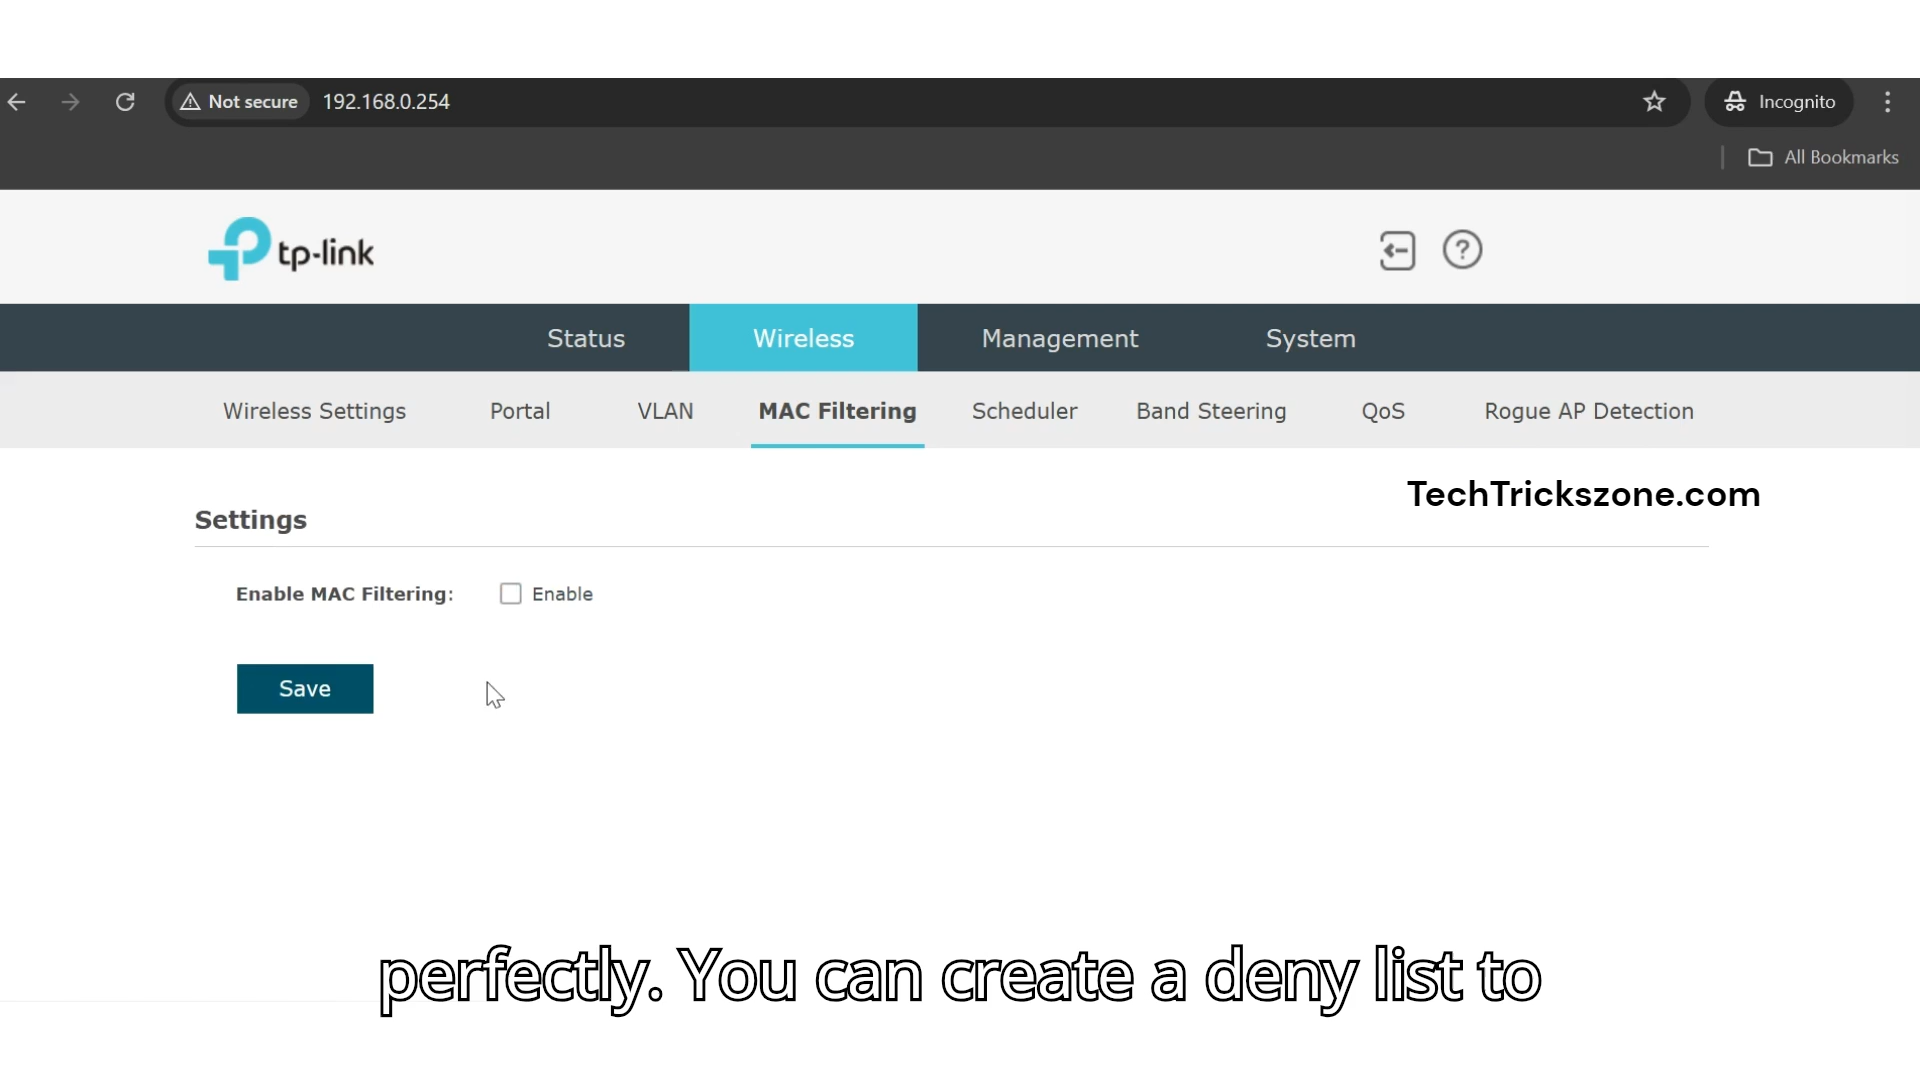 Not secure 192.168.0.254 Incognito
All Bookmarks
tp-link
Status Wireless Management System
Wireless Settings Portal VLAN MAC Filtering Scheduler Band Steering QoS Rogue AP Detection
TechTrickszone.com
Settings
Enable MAC Filtering: Enable
Save
perfectly. You can create a deny list to